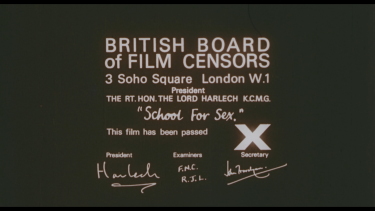 BRITISH BOARD
of FILM CENSORS
3 Soho Square London W.1
President
THE RT. HON. THE LORD HARLECH K.C.M.G.
"School For Sex."
This film has been passed X
President Examiners Secretary
Harlech F.N.C.
R.J.L.